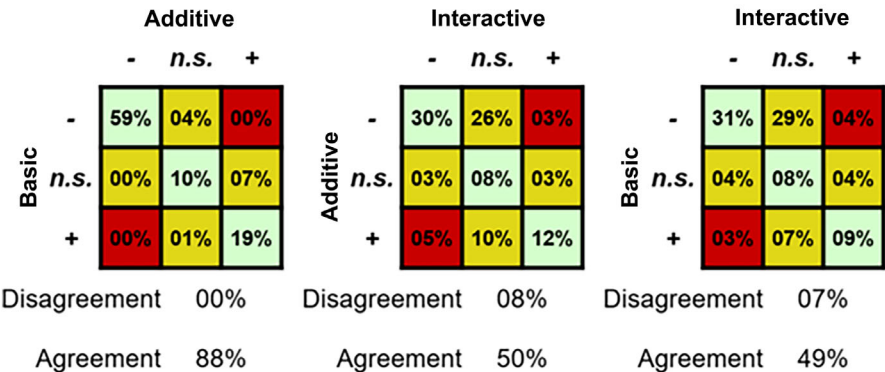 Additive Interactive Interactive
- n.s. + - n.s. + - n.s. +
- 59% 04% 00% - 30% 26% 03% - 31% 29% 04%
Basic n.s. 00% 10% 07% Additive n.s. 03% 08% 03% Basic n.s. 04% 08% 04%
+ 00% 01% 19% + 05% 10% 12% + 03% 07% 09%
Disagreement 00% Disagreement 08% Disagreement 07%
Agreement 88% Agreement 50% Agreement 49%